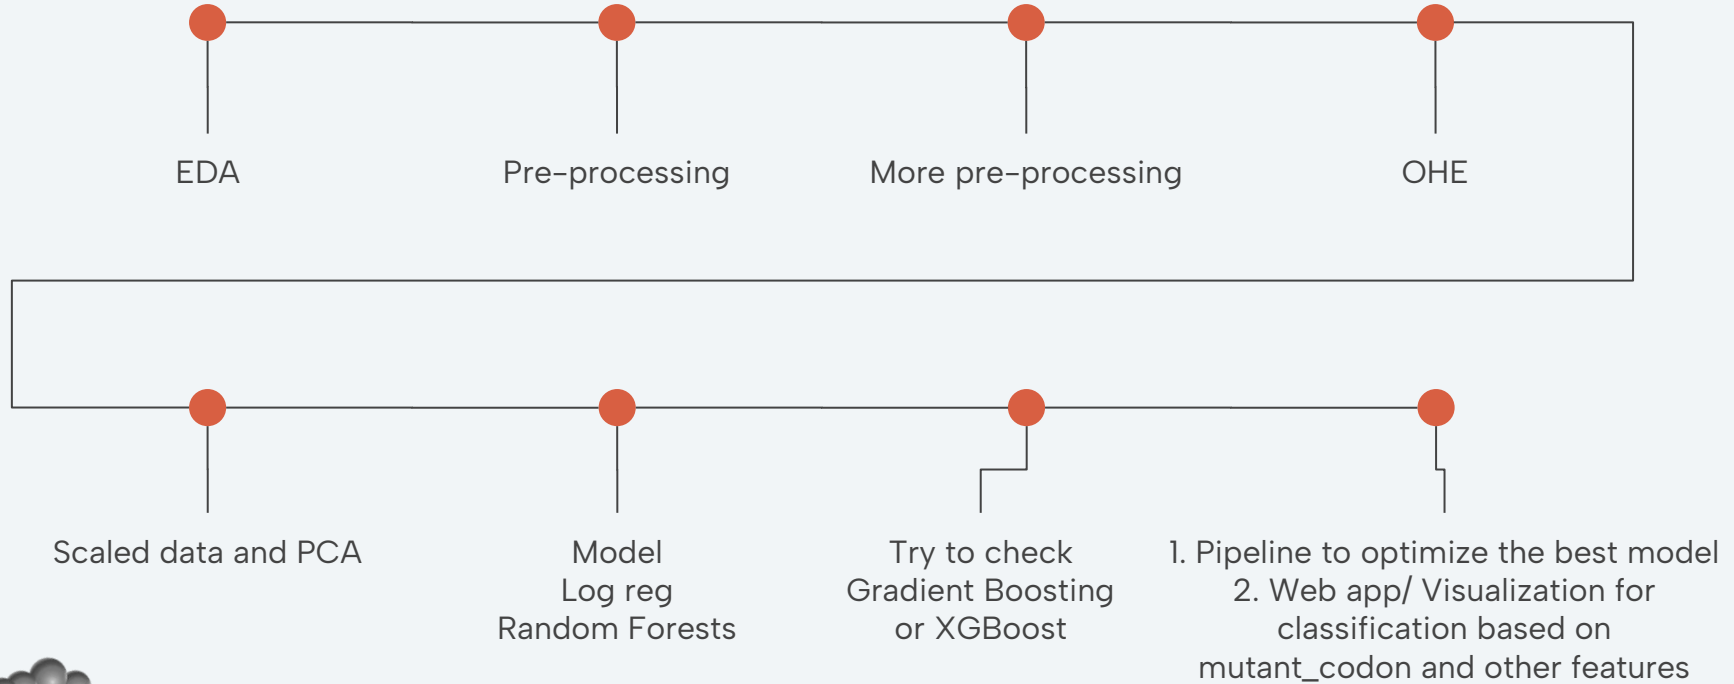 EDA
Pre-processing
More pre-processing
OHE
Scaled data and PCA
Model
Log reg
Random Forests
Try to check
Gradient Boosting
or XGBoost
1. Pipeline to optimize the best model
2. Web app/ Visualization for
classification based on
mutant_codon and other features